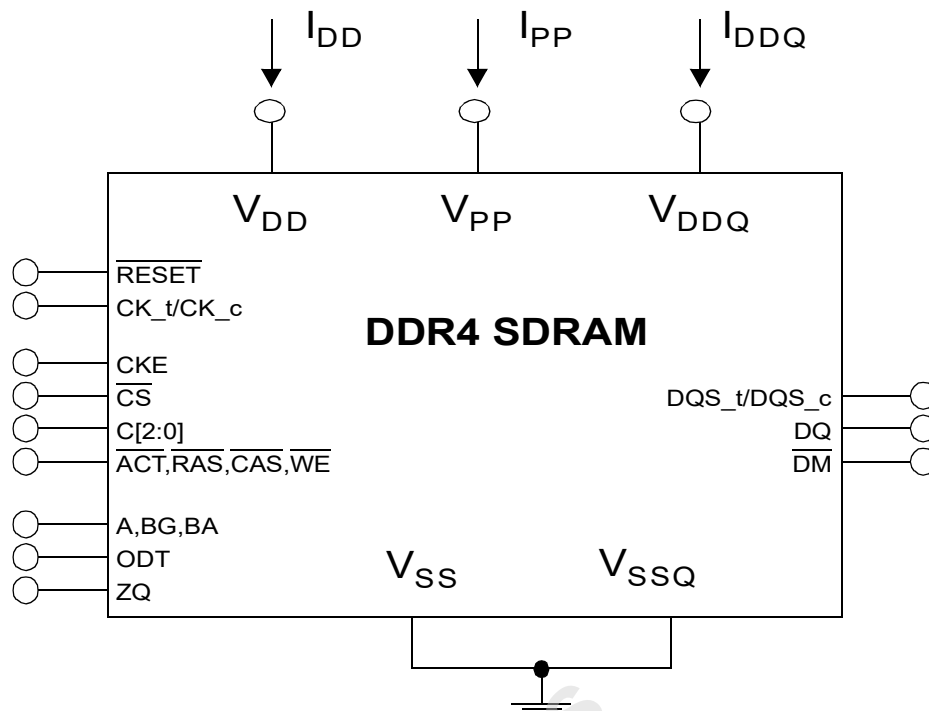 IDD IPP IDDQ
VDD VPP VDDQ
RESET
CK_t/CK_c
DDR4 SDRAM
CKE
CS
DQS_t/DQS_c
C[2:0]
DQ
ACT,RAS,CAS,WE
DM
A,BG,BA
ODT
VSS VSSQ
ZQ